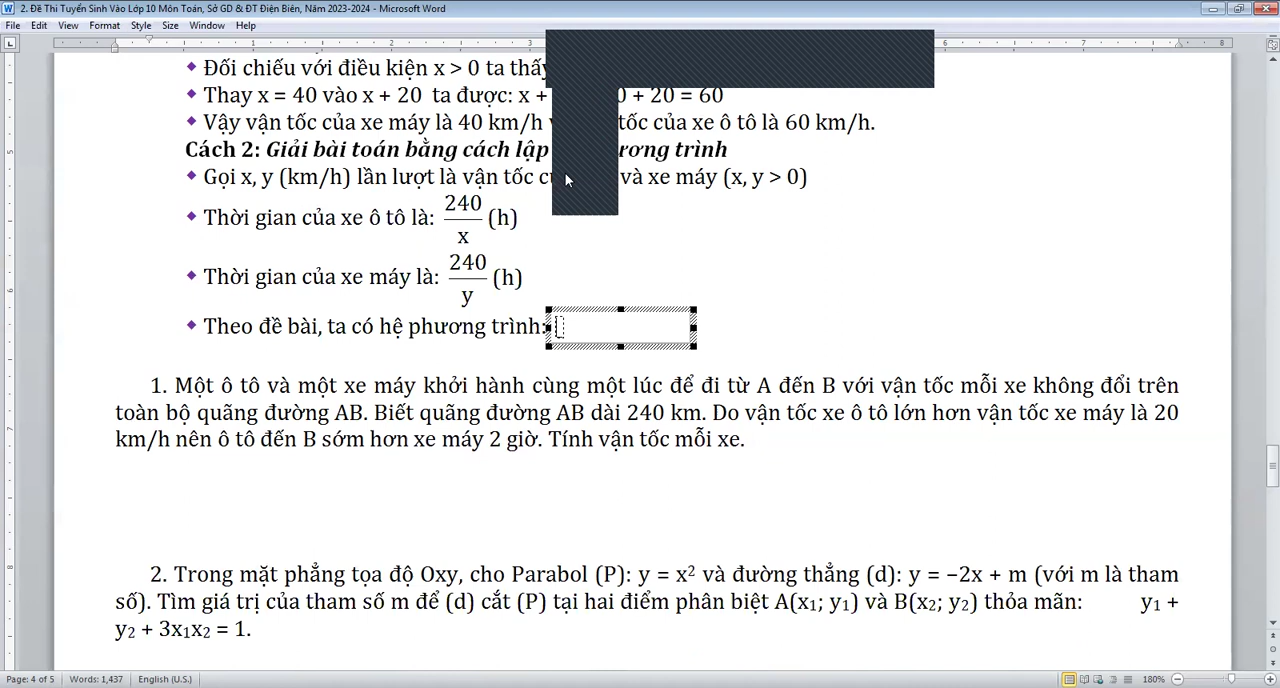 2. Đề Thi Tuyển Sinh Vào Lớp 10 Môn Toán, Sở GD & ĐT Điện Biên, Năm 2023-2024 - Microsoft Word
File Edit View Format Style Size Window Help
1 2 3 6 7 8
Đối chiếu với điều kiện x > 0 ta thấy
Thay x = 40 vào x + 20 ta được: x + 0 + 20 = 60
Vậy vận tốc của xe máy là 40 km/h v tốc của xe ô tô là 60 km/h.
Cách 2: Giải bài toán bằng cách lập ương trình
Gọi x, y (km/h) lần lượt là vận tốc c và xe máy (x, y > 0)
Thời gian của xe ô tô là: 240/x (h)
Thời gian của xe máy là: 240/y (h)
Theo đề bài, ta có hệ phương trình:
1. Một ô tô và một xe máy khởi hành cùng một lúc để đi từ A đến B với vận tốc mỗi xe không đổi trên
toàn bộ quãng đường AB. Biết quãng đường AB dài 240 km. Do vận tốc xe ô tô lớn hơn vận tốc xe máy là 20
km/h nên ô tô đến B sớm hơn xe máy 2 giờ. Tính vận tốc mỗi xe.
2. Trong mặt phẳng tọa độ Oxy, cho Parabol (P): y = x² và đường thẳng (d): y = −2x + m (với m là tham
số). Tìm giá trị của tham số m để (d) cắt (P) tại hai điểm phân biệt A(x₁; y₁) và B(x₂; y₂) thỏa mãn: y₁ +
y₂ + 3x₁x₂ = 1.
Page: 4 of 5 Words: 1,437 English (U.S.) 180%